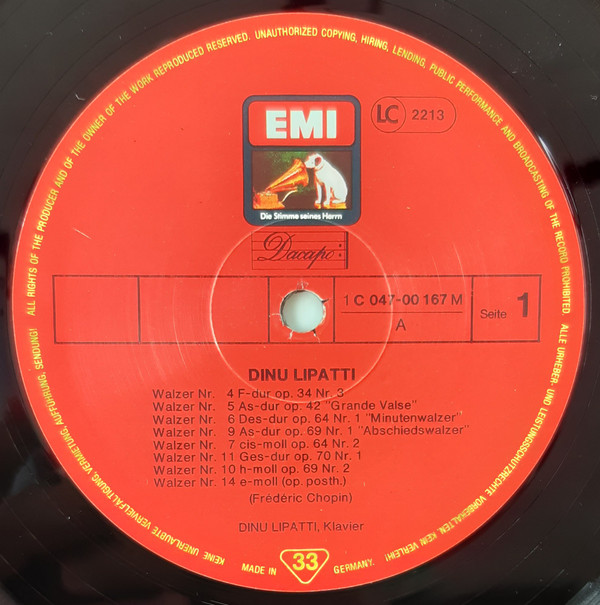 ALL RIGHTS OF THE PRODUCER AND OF THE OWNER OF THE WORK REPRODUCED RESERVED. UNAUTHORIZED COPYING, HIRING, LENDING, PUBLIC PERFORMANCE AND BROADCASTING OF THE RECORD PROHIBITED.
ALLE URHEBER- UND LEISTUNGSSCHUTZRECHTE VORBEHALTEN. KEIN VERLEIH! KEINE UNERLAUBTE VERVIELFÄLTIGUNG, VERMIETUNG, AUFFÜHRUNG, SENDUNG!
EMI
LC 2213
Die Stimme seines Herrn
Dacapo
1 C 047-00 167 M
A
Seite 1
DINU LIPATTI
Walzer Nr. 4 F-dur op. 34 Nr. 3
Walzer Nr. 5 As-dur op. 42 "Grande Valse"
Walzer Nr. 6 Des-dur op. 64 Nr. 1 "Minutenwalzer"
Walzer Nr. 9 As-dur op. 69 Nr. 1 "Abschiedswalzer"
Walzer Nr. 7 cis-moll op. 64 Nr. 2
Walzer Nr. 11 Ges-dur op. 70 Nr. 1
Walzer Nr. 10 h-moll op. 69 Nr. 2
Walzer Nr. 14 e-moll (op. posth.)
(Frédéric Chopin)
DINU LIPATTI, Klavier
MADE IN 33 GERMANY.